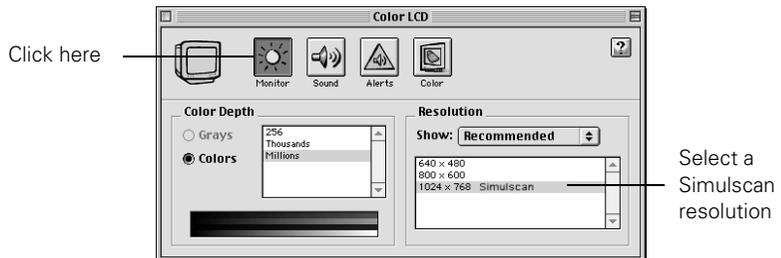 Color LCD
Click here
?
Monitor
Sound
Alerts
Color
Color Depth
Grays
Colors
256
Thousands
Millions
Resolution
Show: Recommended
640 x 480
800 x 600
1024 x 768 Simulscan
Select a
Simulscan
resolution